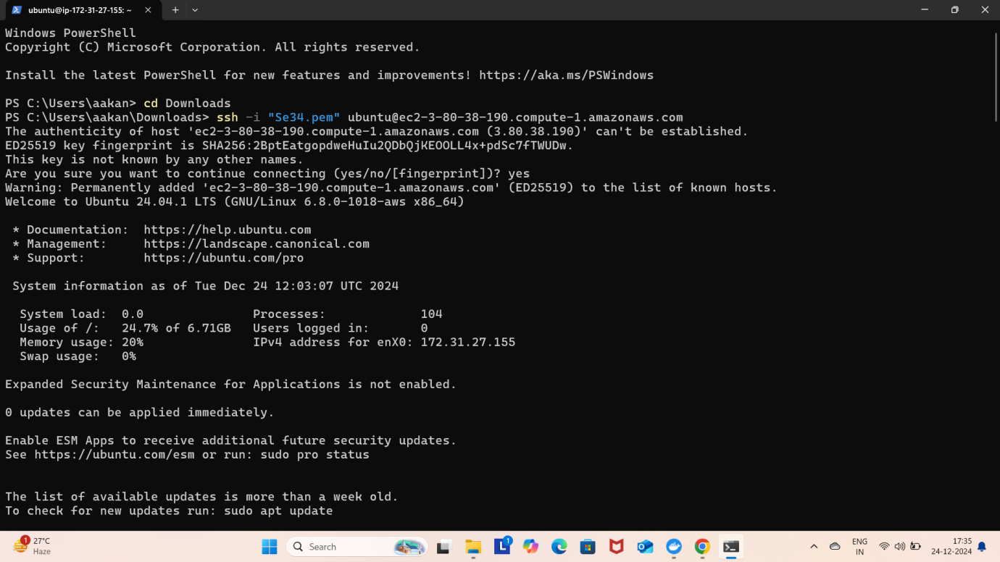 ubuntu@ip-172-31-27-155: ~
Windows PowerShell
Copyright (C) Microsoft Corporation. All rights reserved.
Install the latest PowerShell for new features and improvements! https://aka.ms/PSWindows
PS C:\Users\aakan> cd Downloads
PS C:\Users\aakan\Downloads> ssh -i "Se34.pem" ubuntu@ec2-3-80-38-190.compute-1.amazonaws.com
The authenticity of host 'ec2-3-80-38-190.compute-1.amazonaws.com (3.80.38.190)' can't be established.
ED25519 key fingerprint is SHA256:2BptEatgopdweHuIu2QDbQjKEOOLL4x+pdSc7fTWUDw.
This key is not known by any other names.
Are you sure you want to continue connecting (yes/no/[fingerprint])? yes
Warning: Permanently added 'ec2-3-80-38-190.compute-1.amazonaws.com' (ED25519) to the list of known hosts.
Welcome to Ubuntu 24.04.1 LTS (GNU/Linux 6.8.0-1018-aws x86_64)
* Documentation:  https://help.ubuntu.com
* Management:     https://landscape.canonical.com
* Support:        https://ubuntu.com/pro
System information as of Tue Dec 24 12:03:07 UTC 2024
System load:  0.0               Processes:             104
Usage of /:   24.7% of 6.71GB   Users logged in:       0
Memory usage: 20%               IPv4 address for enX0: 172.31.27.155
Swap usage:   0%
Expanded Security Maintenance for Applications is not enabled.
0 updates can be applied immediately.
Enable ESM Apps to receive additional future security updates.
See https://ubuntu.com/esm or run: sudo pro status
The list of available updates is more than a week old.
To check for new updates run: sudo apt update
1
27°C
Haze
Search
L
1
ENG
IN
17:35
24-12-2024